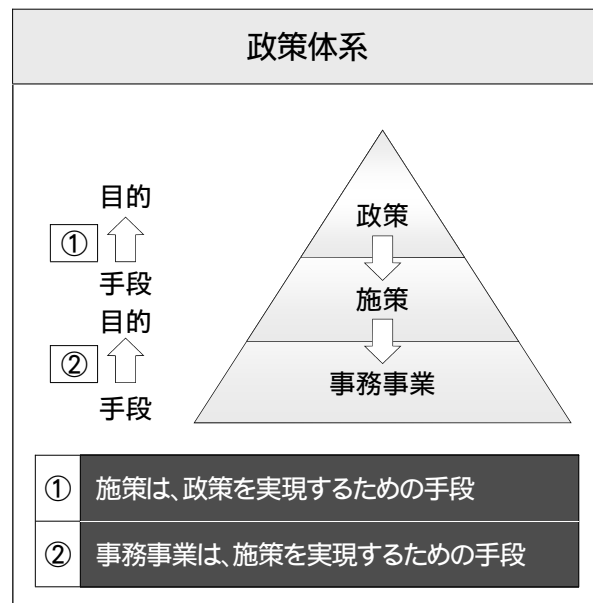 政策体系
目的
①
手段
目的
②
手段
政策
施策
事務事業
① 施策は、政策を実現するための手段
② 事務事業は、施策を実現するための手段